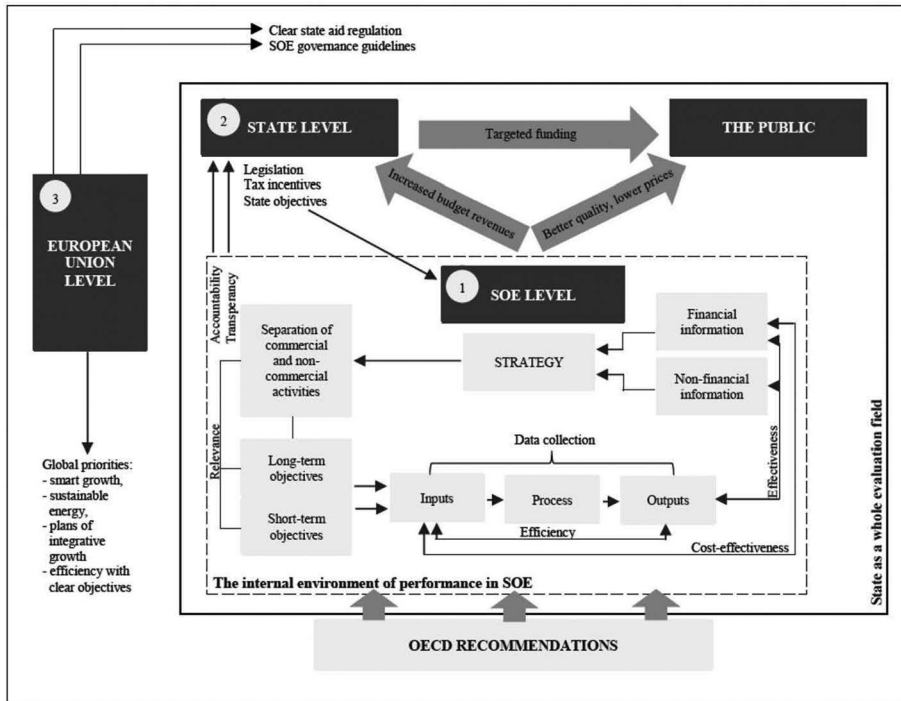 Clear state aid regulation
SOE governance guidelines
3
EUROPEAN
UNION
LEVEL
Global priorities:
- smart growth,
- sustainable
energy,
- plans of
integrative
growth
- efficiency with
clear objectives
2
STATE LEVEL
Targeted funding
THE PUBLIC
Legislation
Tax incentives
State objectives
Increased budget
revenues
Better quality, lower prices
Accountability
Transperancy
1
SOE LEVEL
Separation of
commercial
and non-
commercial
activities
STRATEGY
Financial
information
Non-financial
information
Relevance
Long-term
objectives
Short-term
objectives
Data collection
Inputs
Process
Outputs
Efficiency
Effectiveness
Cost-effectiveness
The internal environment of performance in SOE
State as a whole evaluation field
OECD RECOMMENDATIONS